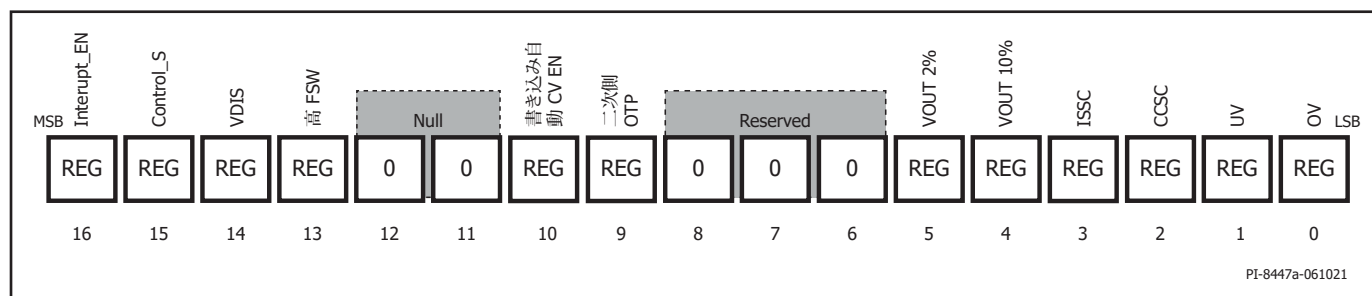 Interupt_EN
Control_S
VDIS
高 FSW
書き込み自
動 CV EN
二次側
OTP
VOUT 2%
VOUT 10%
ISSC
CCSC
UV
OV
MSB
Null
Reserved
LSB
REG REG REG REG 0 0 REG REG 0 0 0 REG REG REG REG REG REG
16 15 14 13 12 11 10 9 8 7 6 5 4 3 2 1 0
PI-8447a-061021